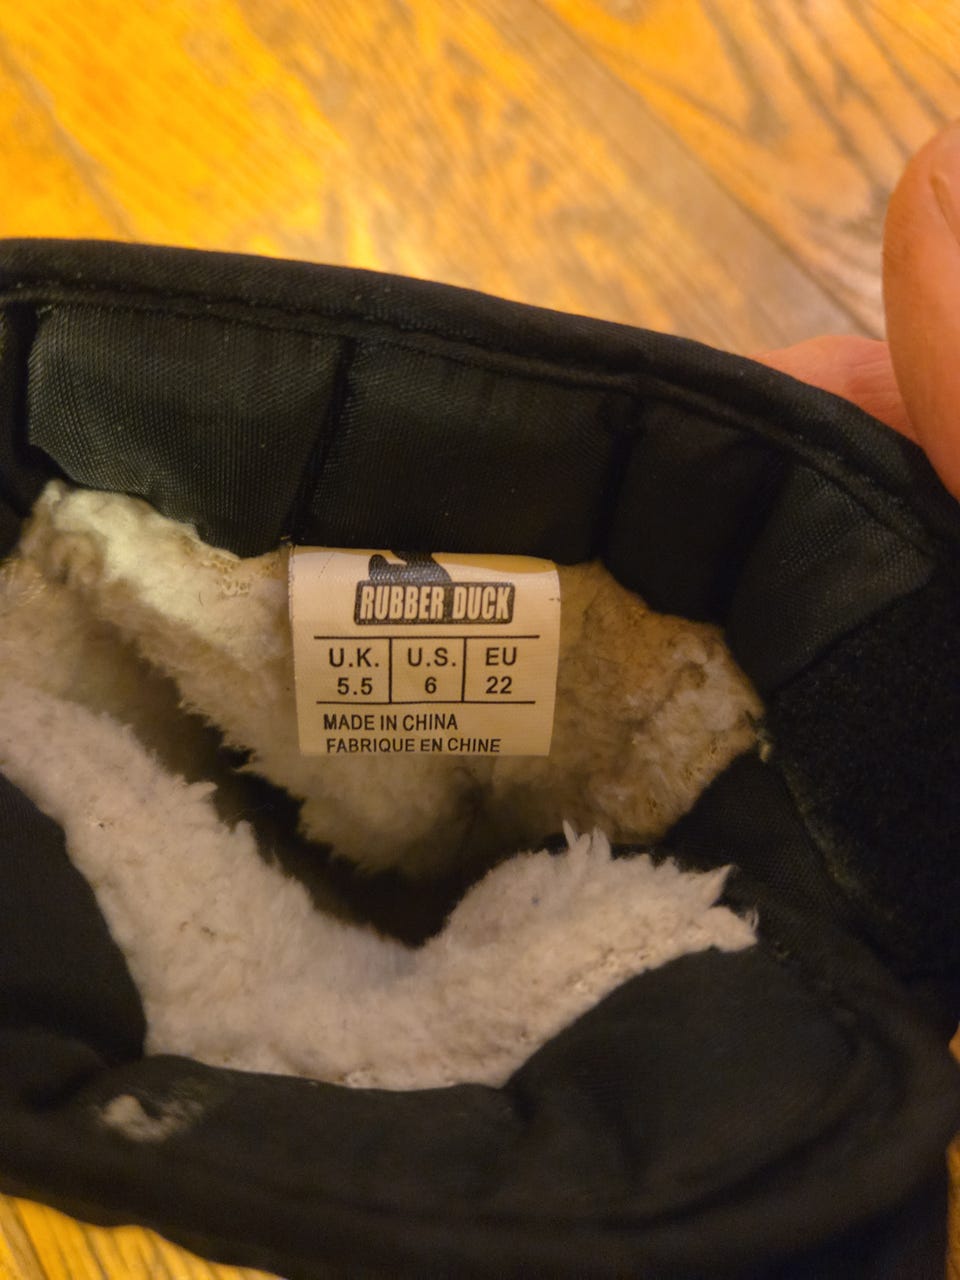 RUBBER DUCK
U.K. U.S. EU
5.5 6 22
MADE IN CHINA
FABRIQUE EN CHINE